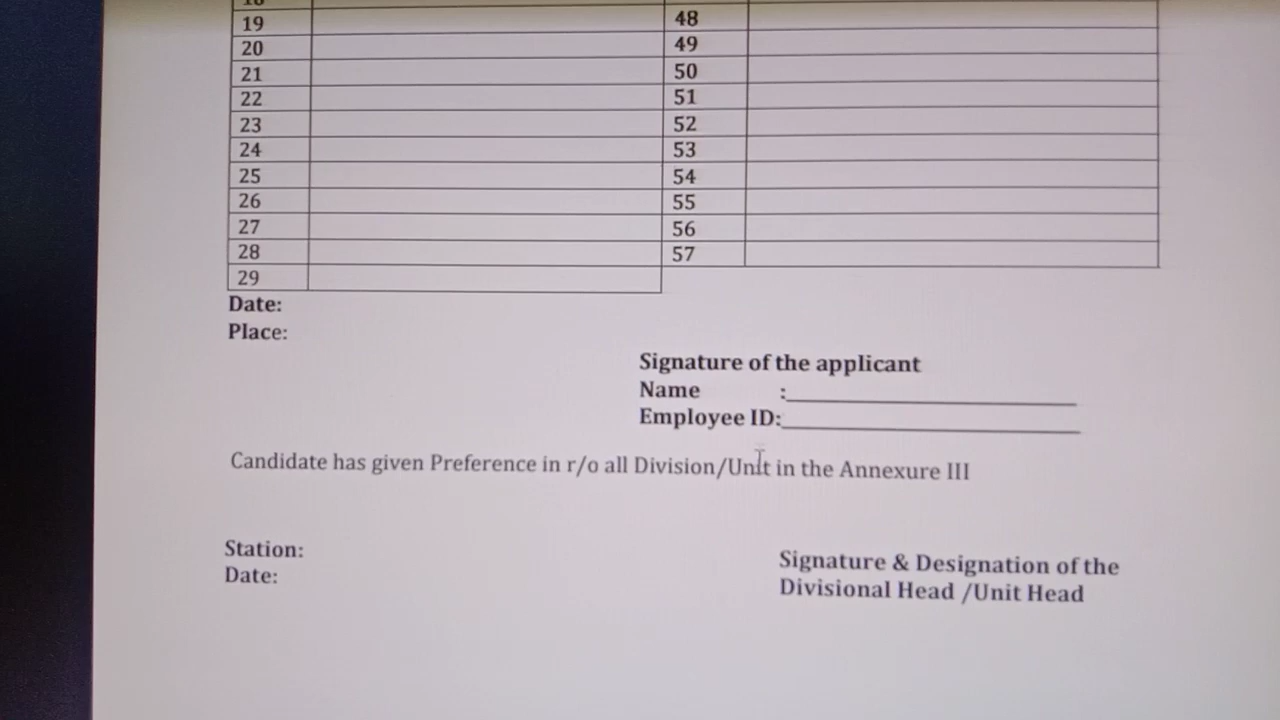 19 48
20 49
21 50
22 51
23 52
24 53
25 54
26 55
27 56
28 57
29
Date:
Place:
Signature of the applicant
Name :
Employee ID:
Candidate has given Preference in r/o all Division/Unit in the Annexure III
Station:
Date:
Signature & Designation of the
Divisional Head /Unit Head